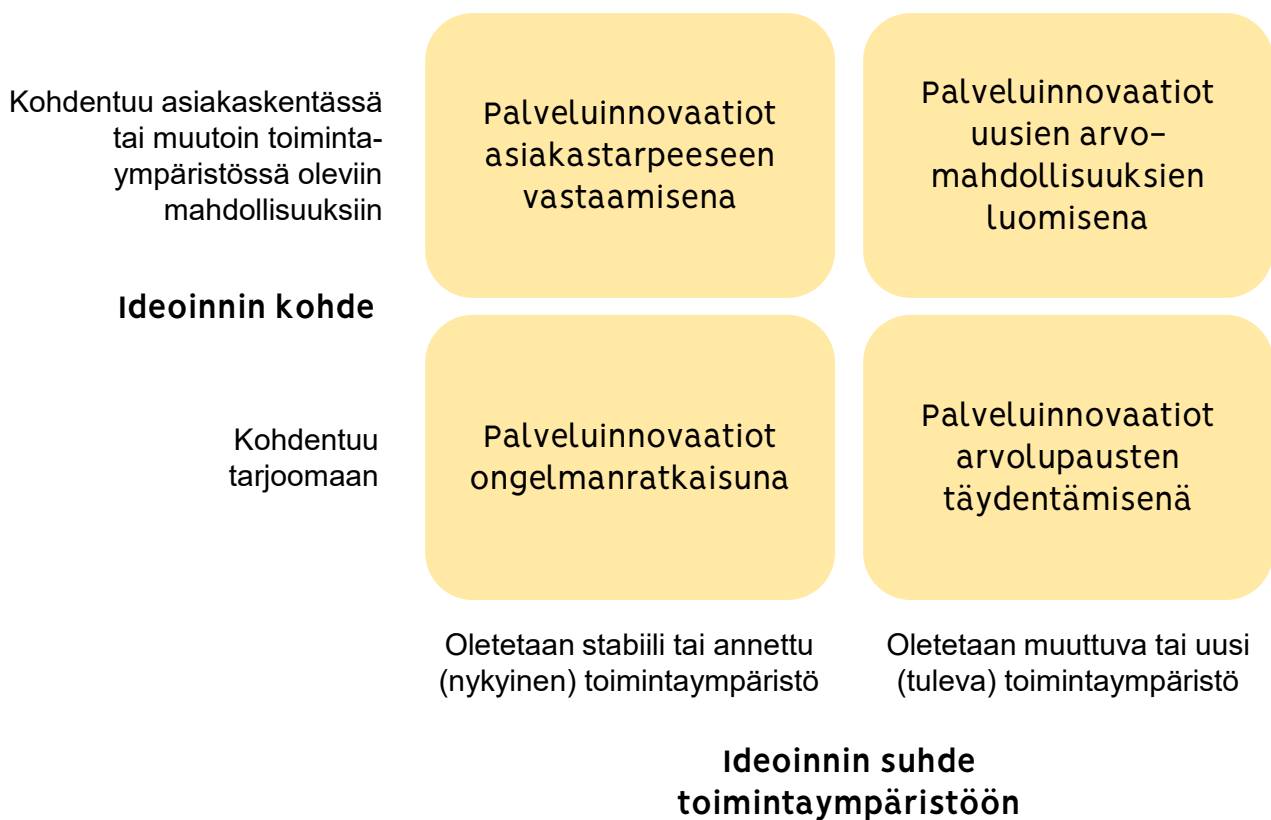 Kohdentuu asiakaskentässä
tai muutoin toiminta-
ympäristössä oleviin
mahdollisuuksiin
Palveluinnovaatiot
asiakastarpeeseen
vastaamisena
Palveluinnovaatiot
uusien arvo-
mahdollisuuksien
luomisena
Ideoinnin kohde
Kohdentuu
tarjoomaan
Palveluinnovaatiot
ongelmanratkaisuna
Palveluinnovaatiot
arvolupausten
täydentämisenä
Oletetaan stabiili tai annettu
(nykyinen) toimintaympäristö
Oletetaan muuttuva tai uusi
(tuleva) toimintaympäristö
Ideoinnin suhde
toimintaympäristöön